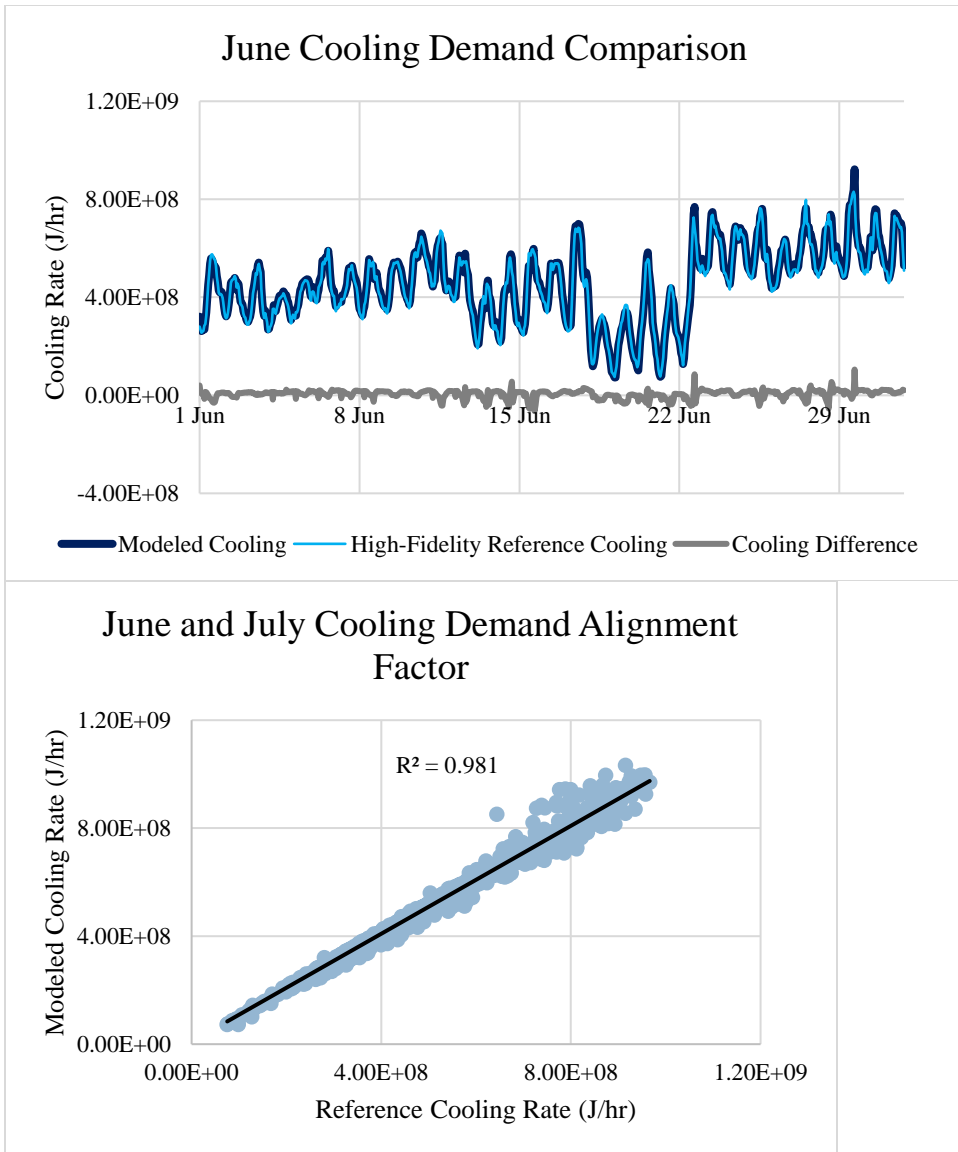 June Cooling Demand Comparison
1.20E+09
8.00E+08
4.00E+08
0.00E+00
-4.00E+08
Cooling Rate (J/hr)
1 Jun 8 Jun 15 Jun 22 Jun 29 Jun
Modeled Cooling High-Fidelity Reference Cooling Cooling Difference
June and July Cooling Demand Alignment
Factor
1.20E+09
8.00E+08
4.00E+08
0.00E+00
Modeled Cooling Rate (J/hr)
R² = 0.981
0.00E+00 4.00E+08 8.00E+08 1.20E+09
Reference Cooling Rate (J/hr)